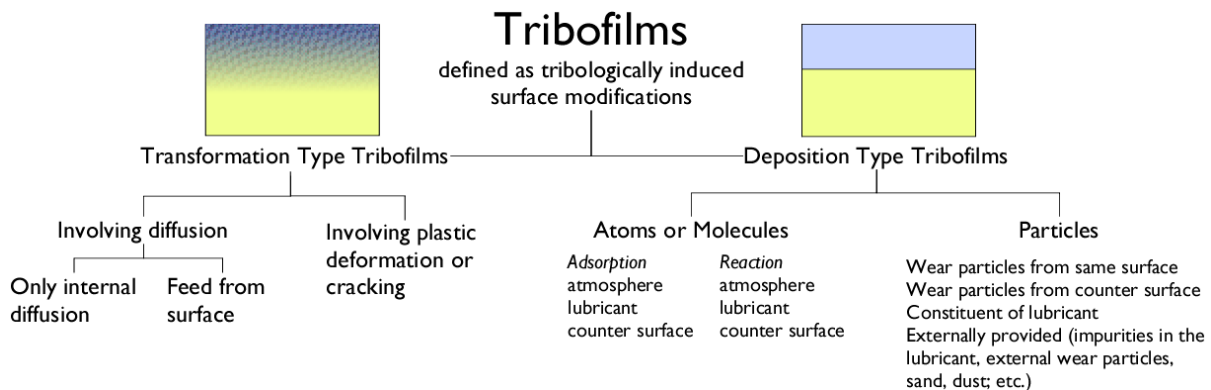 Tribofilms
defined as tribologically induced
surface modifications
Transformation Type Tribofilms
Deposition Type Tribofilms
Involving diffusion
Only internal
diffusion
Feed from
surface
Involving plastic
deformation or
cracking
Atoms or Molecules
Adsorption
atmosphere
lubricant
counter surface
Reaction
atmosphere
lubricant
counter surface
Particles
Wear particles from same surface
Wear particles from counter surface
Constituent of lubricant
Externally provided (impurities in the
lubricant, external wear particles,
sand, dust; etc.)